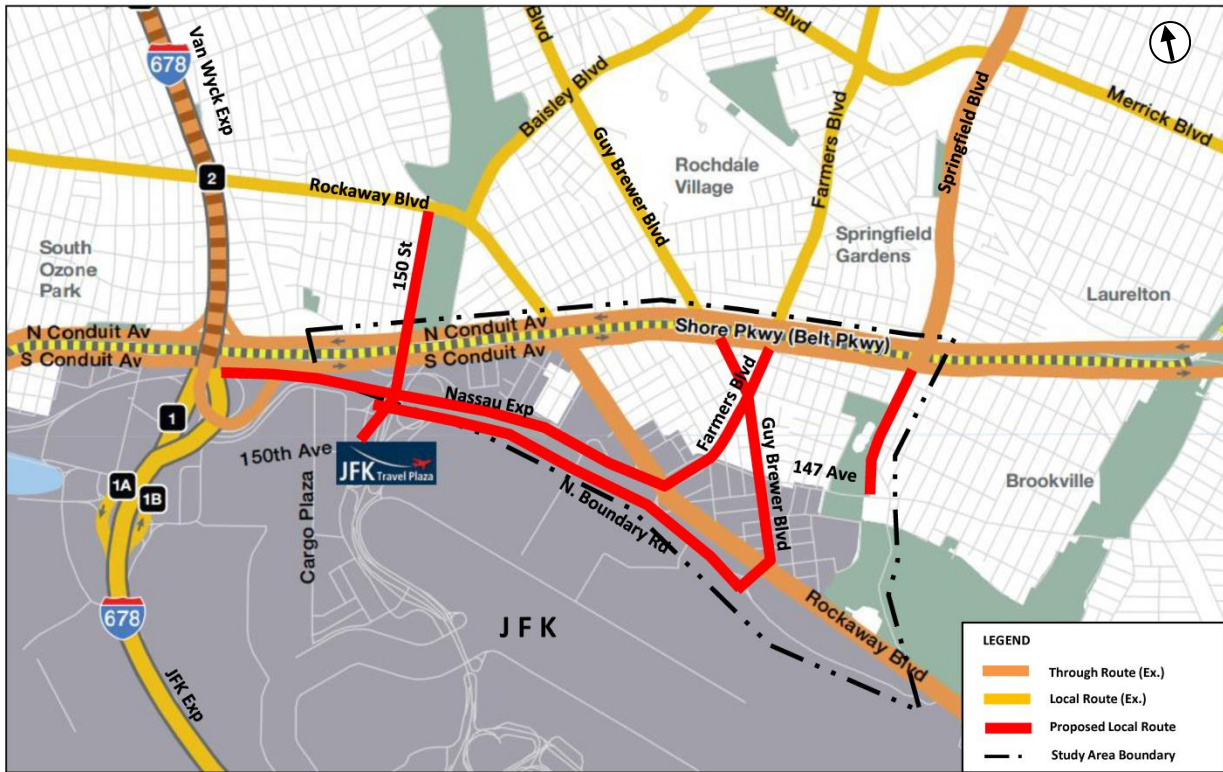 678
Van Wyck Exp
Blvd
Baisley Blvd
Guy Brewer Blvd
Rochdale
Village
Farmers Blvd
Springfield Blvd
Merrick Blvd
2
Rockaway Blvd
South
Ozone
Park
150 St
Springfield
Gardens
Laurelton
N Conduit Av
S Conduit Av
N Conduit Av
S Conduit Av
Shore Pkwy (Belt Pkwy)
1
Nassau Exp
Farmers Blvd
Guy Brewer Blvd
150th Ave
JFK Travel Plaza
147 Ave
Brookville
1A
1B
Cargo Plaza
N. Boundary Rd
678
JFK
Rockaway Blvd
JFK Exp
LEGEND
Through Route (Ex.)
Local Route (Ex.)
Proposed Local Route
Study Area Boundary